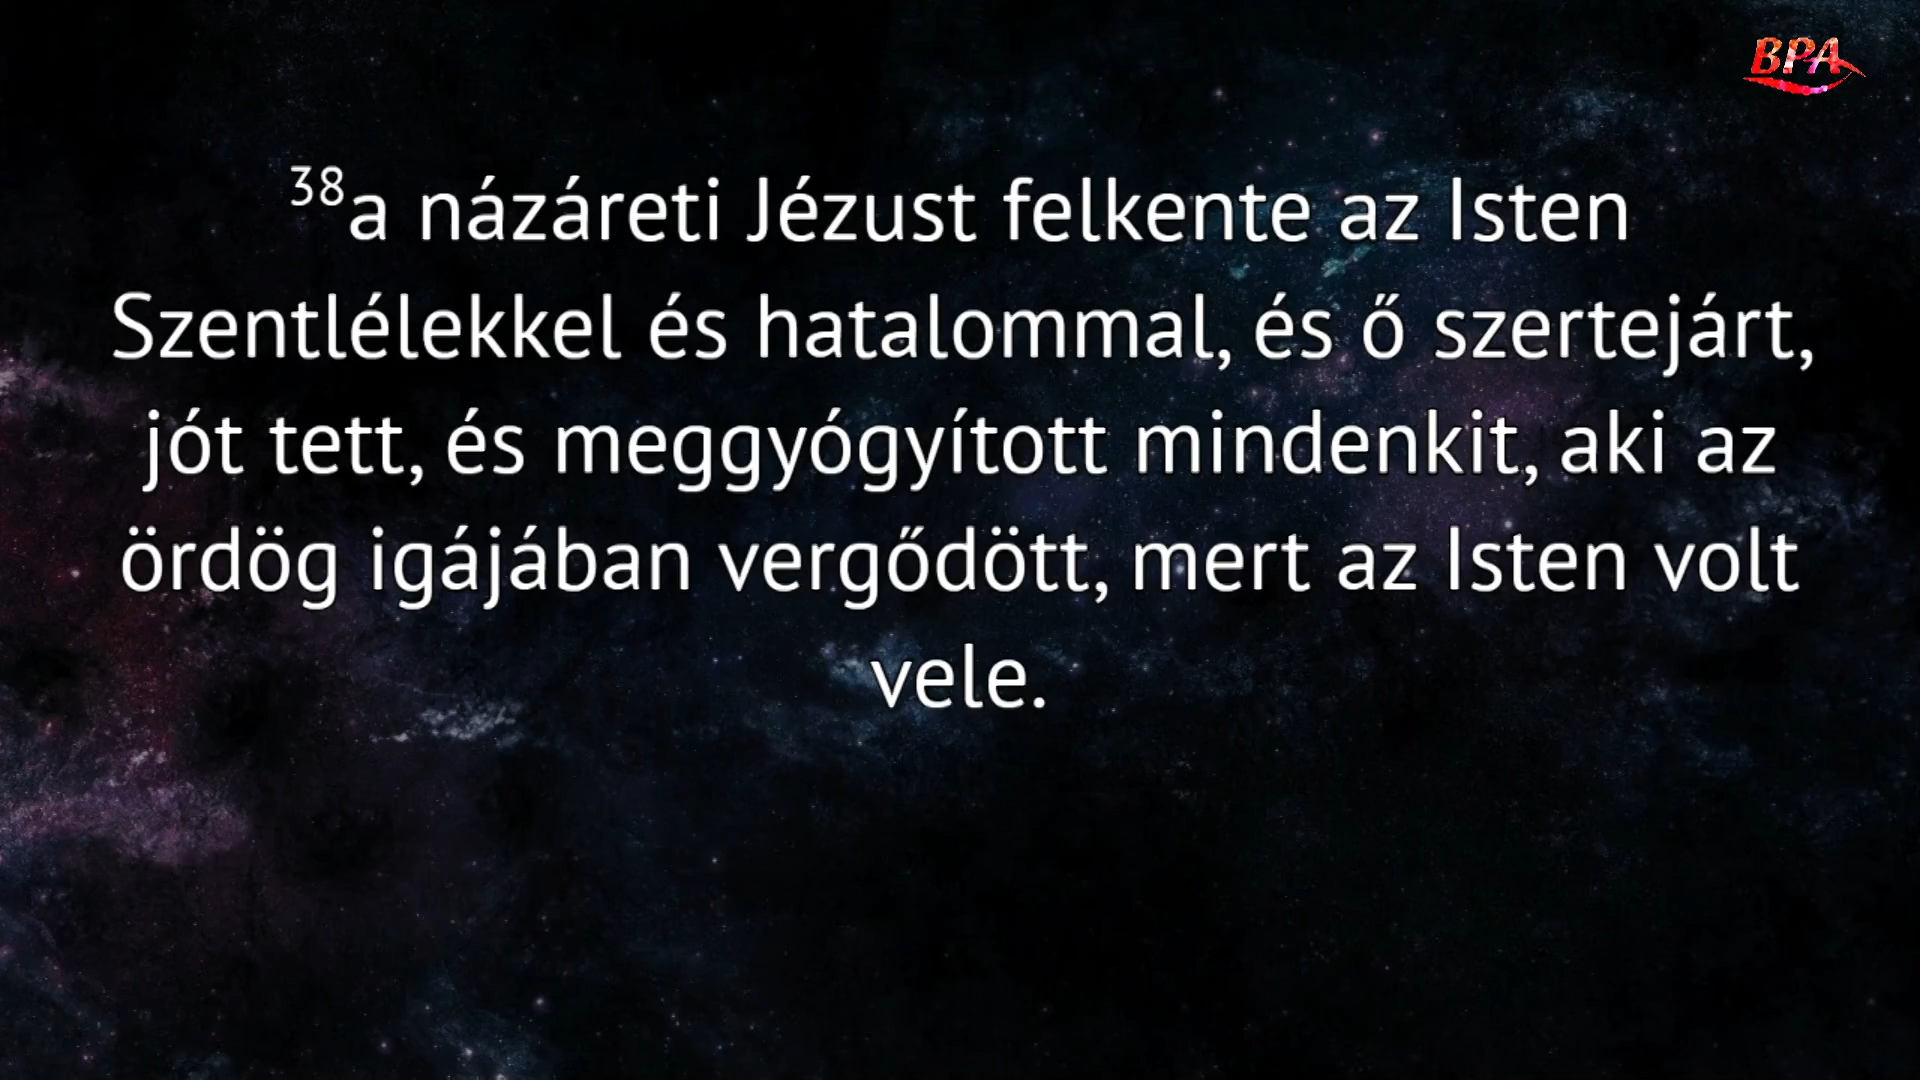 BPA
³⁸a názáreti Jézust felkente az Isten
Szentlélekkel és hatalommal, és ő szertejárt,
jót tett, és meggyógyított mindenkit, aki az
ördög igájában vergődött, mert az Isten volt
vele.